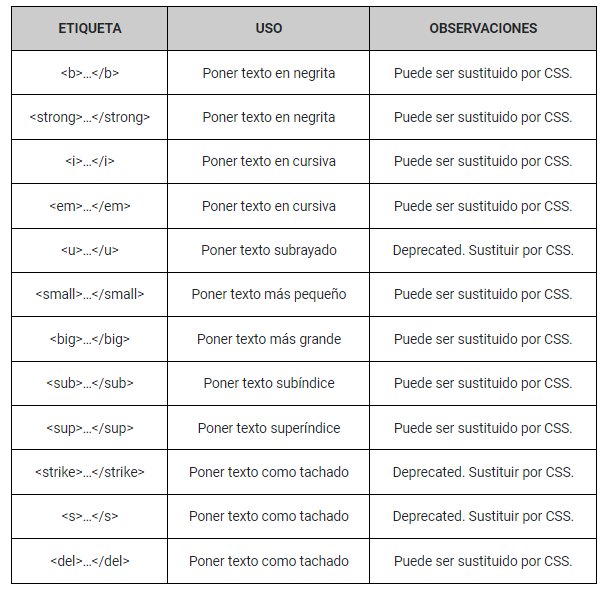 ETIQUETA USO OBSERVACIONES
<b>...</b> Poner texto en negrita Puede ser sustituido por CSS.
<strong>...</strong> Poner texto en negrita Puede ser sustituido por CSS.
<i>...</i> Poner texto en cursiva Puede ser sustituido por CSS.
<em>...</em> Poner texto en cursiva Puede ser sustituido por CSS.
<u>...</u> Poner texto subrayado Deprecated. Sustituir por CSS.
<small>...</small> Poner texto más pequeño Puede ser sustituido por CSS.
<big>...</big> Poner texto más grande Puede ser sustituido por CSS.
<sub>...</sub> Poner texto subíndice Puede ser sustituido por CSS.
<sup>...</sup> Poner texto superíndice Puede ser sustituido por CSS.
<strike>...</strike> Poner texto como tachado Deprecated. Sustituir por CSS.
<s>...</s> Poner texto como tachado Deprecated. Sustituir por CSS.
<del>...</del> Poner texto como tachado Puede ser sustituido por CSS.